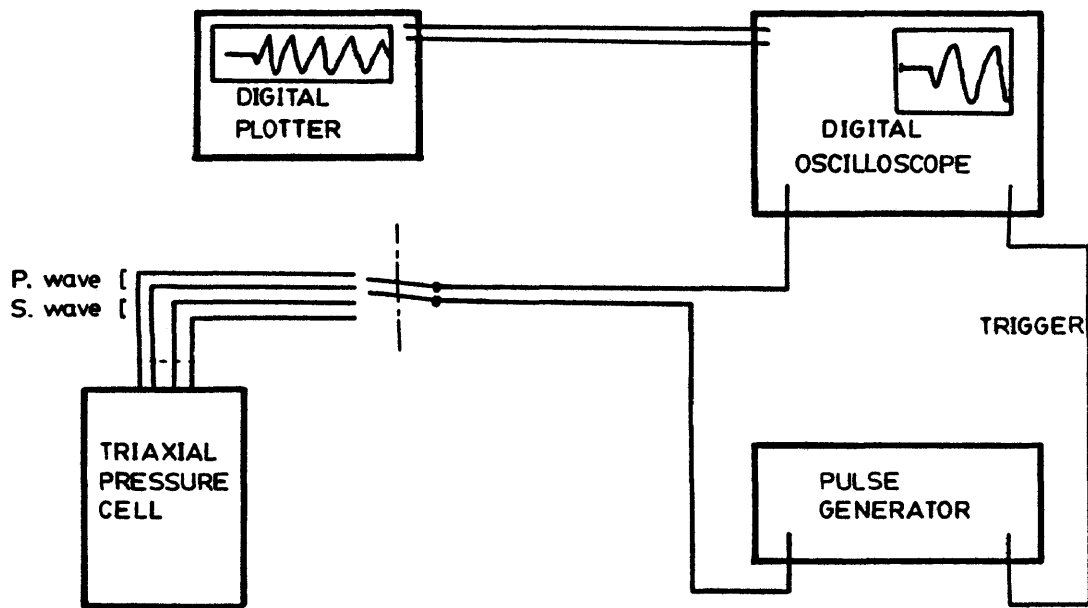 DIGITAL
PLOTTER
DIGITAL
OSCILLOSCOPE
P. wave [
S. wave [
TRIGGER
TRIAXIAL
PRESSURE
CELL
PULSE
GENERATOR